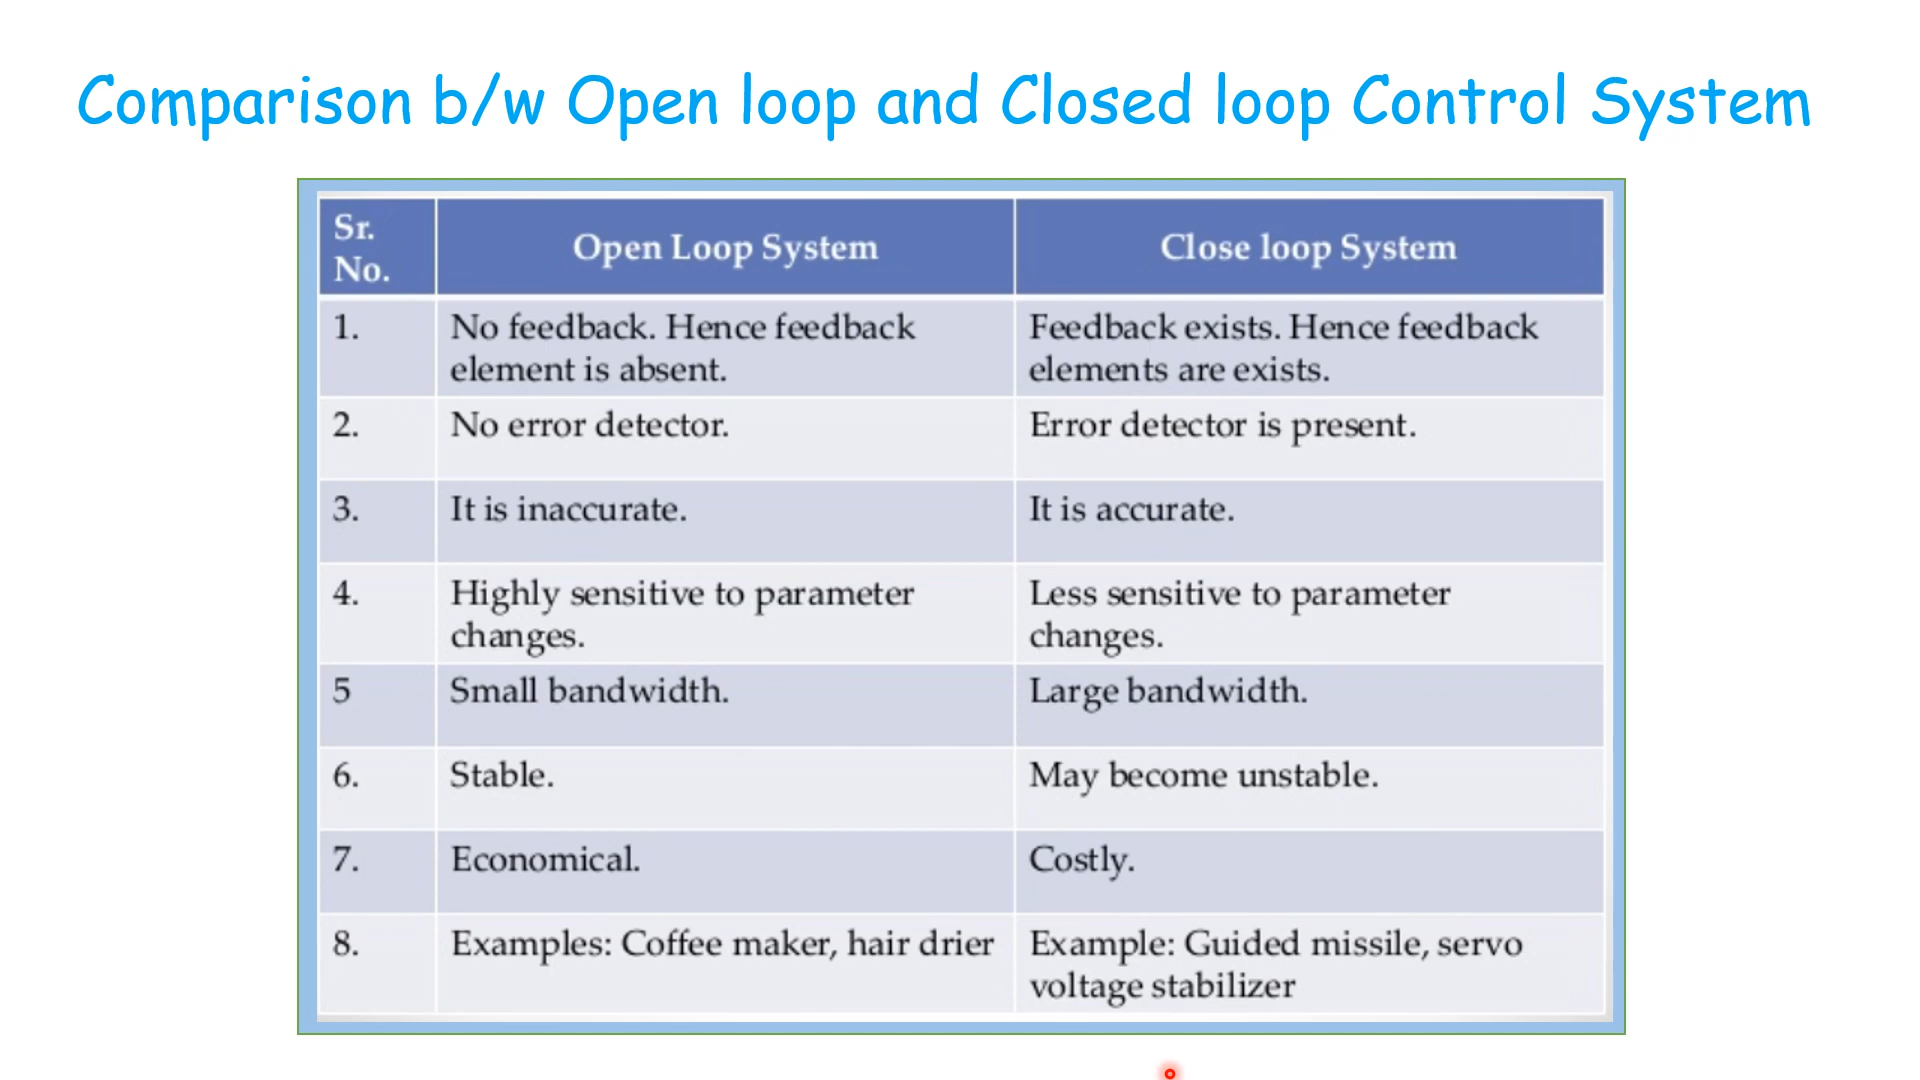 Comparison b/w Open loop and Closed loop Control System
Sr.
No.
Open Loop System
Close loop System
1.
No feedback. Hence feedback
element is absent.
Feedback exists. Hence feedback
elements are exists.
2.
No error detector.
Error detector is present.
3.
It is inaccurate.
It is accurate.
4.
Highly sensitive to parameter
changes.
Less sensitive to parameter
changes.
5
Small bandwidth.
Large bandwidth.
6.
Stable.
May become unstable.
7.
Economical.
Costly.
8.
Examples: Coffee maker, hair drier
Example: Guided missile, servo
voltage stabilizer